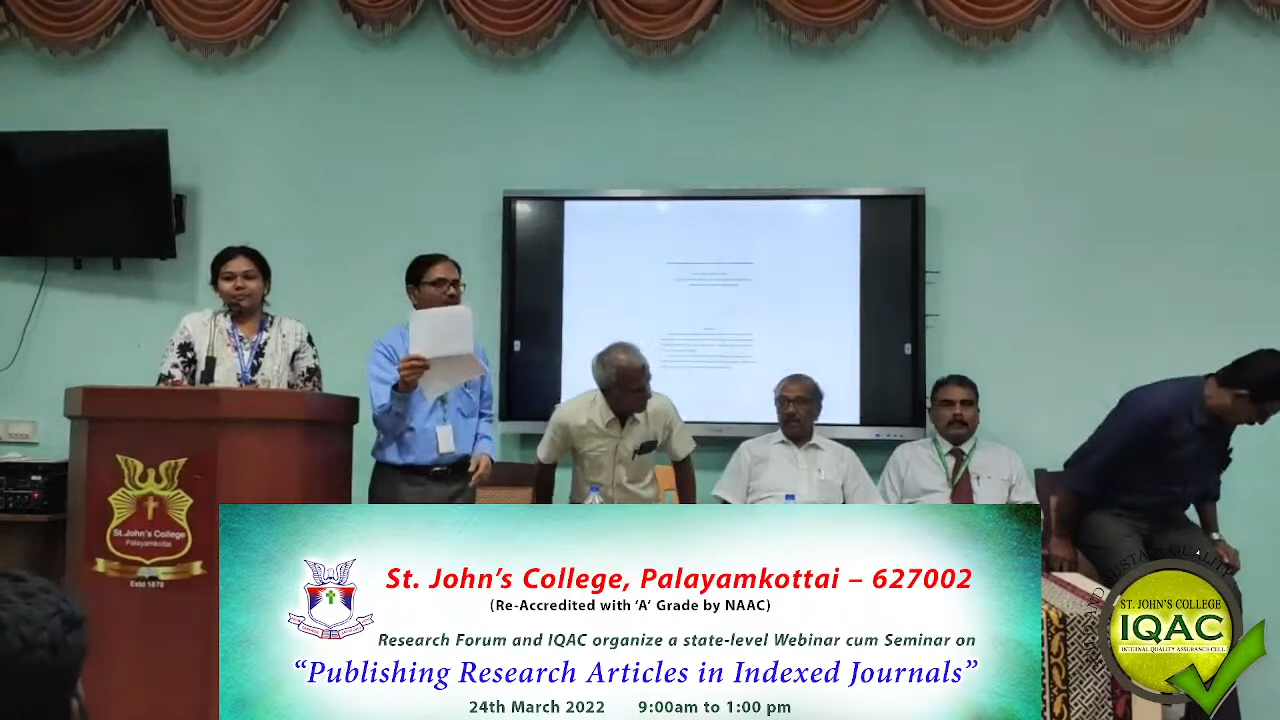 St.John's College
Palayamkottai
Estd 1878
St. John's College, Palayamkottai – 627002
(Re-Accredited with 'A' Grade by NAAC)
Research Forum and IQAC organize a state-level Webinar cum Seminar on
"Publishing Research Articles in Indexed Journals"
24th March 2022 9:00am to 1:00 pm
SUSTAIN QUALITY
ST. JOHN'S COLLEGE
IQAC
INTERNAL QUALITY ASSURANCE CELL